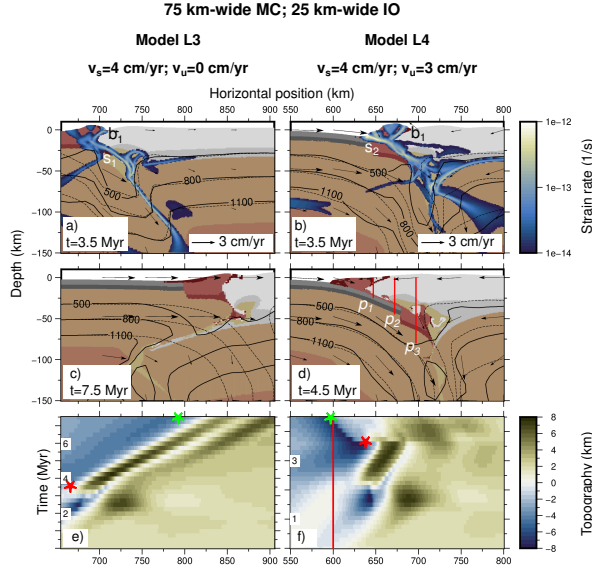 75 km-wide MC; 25 km-wide IO
Model L3
Model L4
vs=4 cm/yr; vu=0 cm/yr
vs=4 cm/yr; vu=3 cm/yr
Horizontal position (km)
650 700 750 800 850 900
550 600 650 700 750 800
0
-50
-100
-150
b1
s1
500
800
1100
a)
t=3.5 Myr
3 cm/yr
b1
s2
500
800
1100
b)
t=3.5 Myr
3 cm/yr
1e-12
1e-13
1e-14
Strain rate (1/s)
Depth (km)
0
-50
-100
-150
500
800
1100
c)
t=7.5 Myr
p1
p2
p3
500
800
1100
d)
t=4.5 Myr
Time (Myr)
6
4
2
e)
3
1
f)
8
6
4
2
0
-2
-4
-6
-8
Topography (km)
700 750 800 850
550 600 650 700 750 800